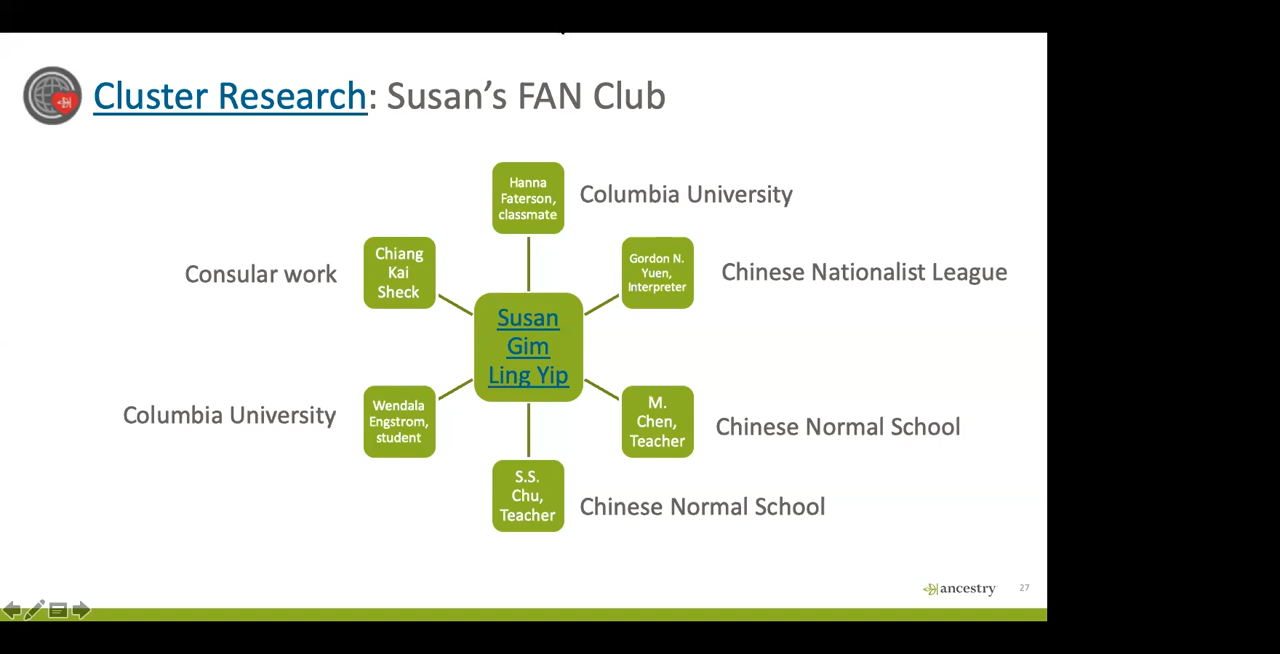 Cluster Research: Susan's FAN Club
Hanna
Faterson,
classmate
Columbia University
Chiang
Kai
Sheck
Consular work
Gordon N.
Yuen,
Interpreter
Chinese Nationalist League
Susan
Gim
Ling Yip
Wendala
Engstrom,
student
Columbia University
M.
Chen,
Teacher
Chinese Normal School
S.S.
Chu,
Teacher
Chinese Normal School
ancestry
27